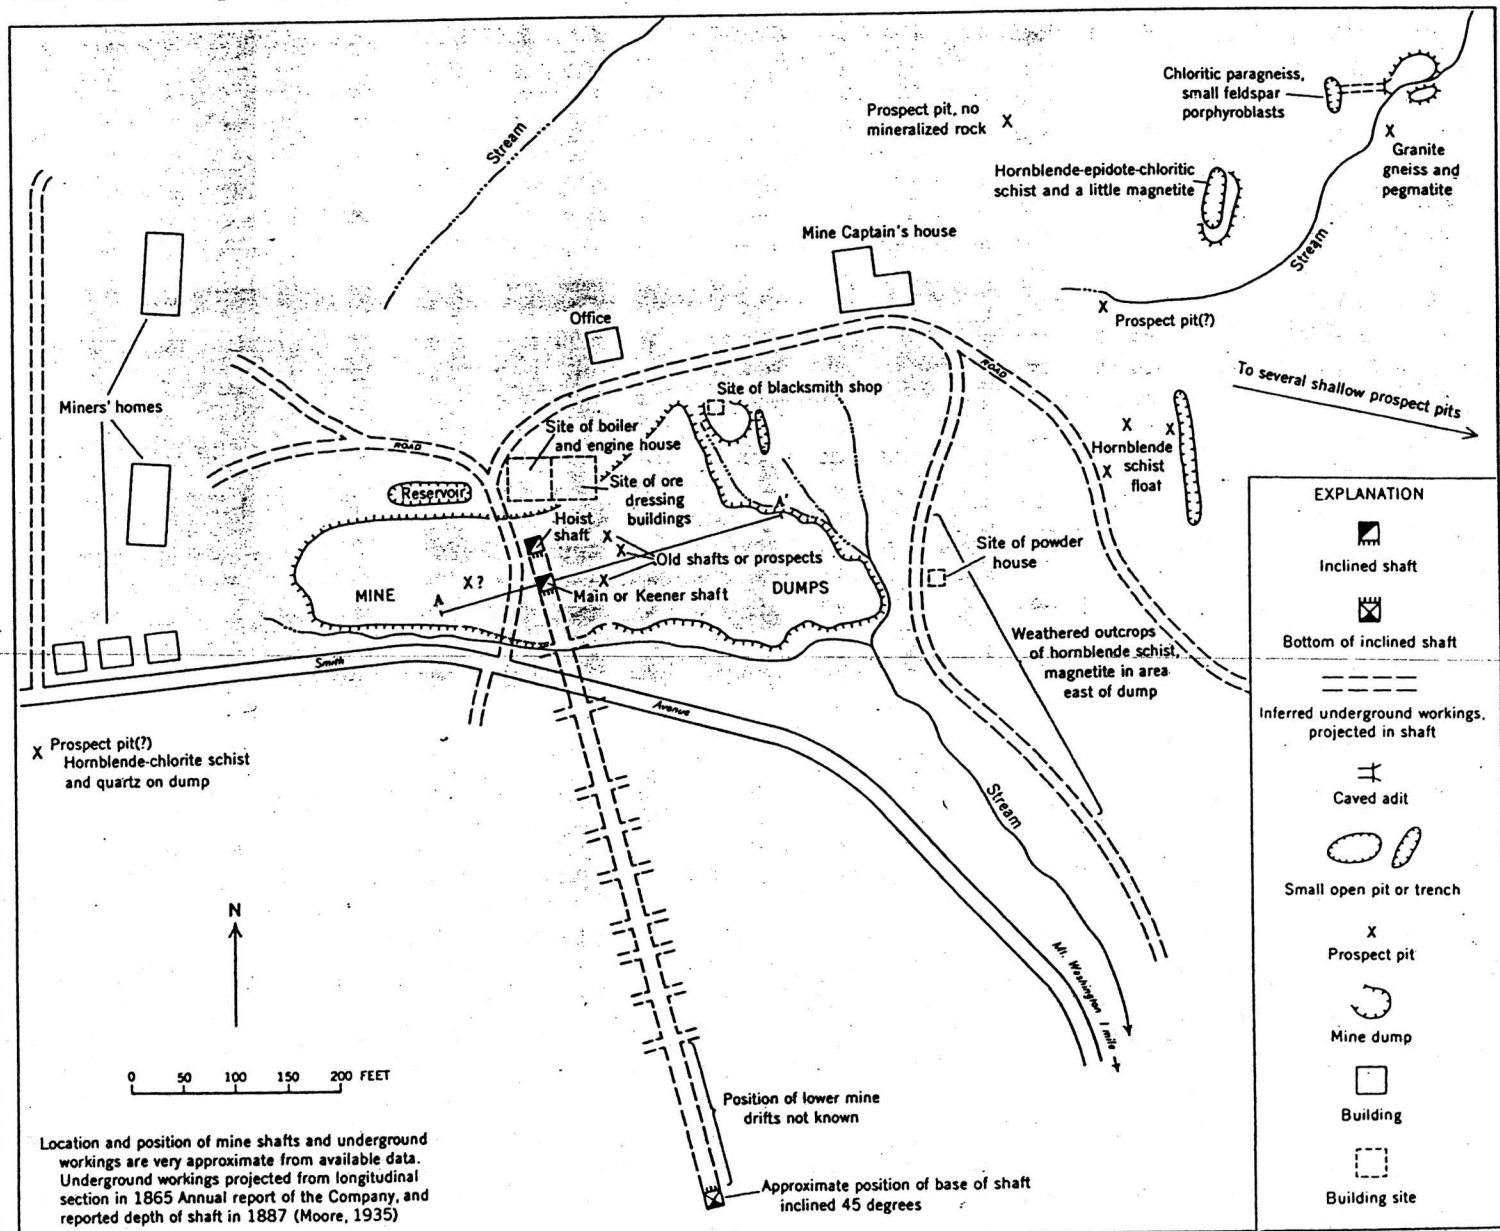 Stream
Prospect pit, no
mineralized rock
X
Chloritic paragneiss,
small feldspar
porphyroblasts
X
Granite
gneiss and
pegmatite
Hornblende-epidote-chloritic
schist and a little magnetite
Stream
Mine Captain's house
X
Prospect pit(?)
Office
ROAD
To several shallow prospect pits
Miners' homes
Site of blacksmith shop
ROAD
Site of boiler
and engine house
X
X
Hornblende
schist
float
X
Reservoir
Site of ore
dressing
buildings
A'
Hoist
shaft
X
X
Old shafts or prospects
X
Site of powder
house
MINE
X?
A
Main or Keener shaft
DUMPS
Weathered outcrops
of hornblende schist,
magnetite in area
east of dump
Smith
Avenue
X
Prospect pit(?)
Hornblende-chlorite schist
and quartz on dump
Stream
Mt. Washington 1 mile
N
0 50 100 150 200 FEET
Position of lower mine
drifts not known
Approximate position of base of shaft
inclined 45 degrees
Location and position of mine shafts and underground
workings are very approximate from available data.
Underground workings projected from longitudinal
section in 1865 Annual report of the Company, and
reported depth of shaft in 1887 (Moore, 1935)
EXPLANATION
Inclined shaft
Bottom of inclined shaft
Inferred underground workings,
projected in shaft
Caved adit
Small open pit or trench
X
Prospect pit
Mine dump
Building
Building site